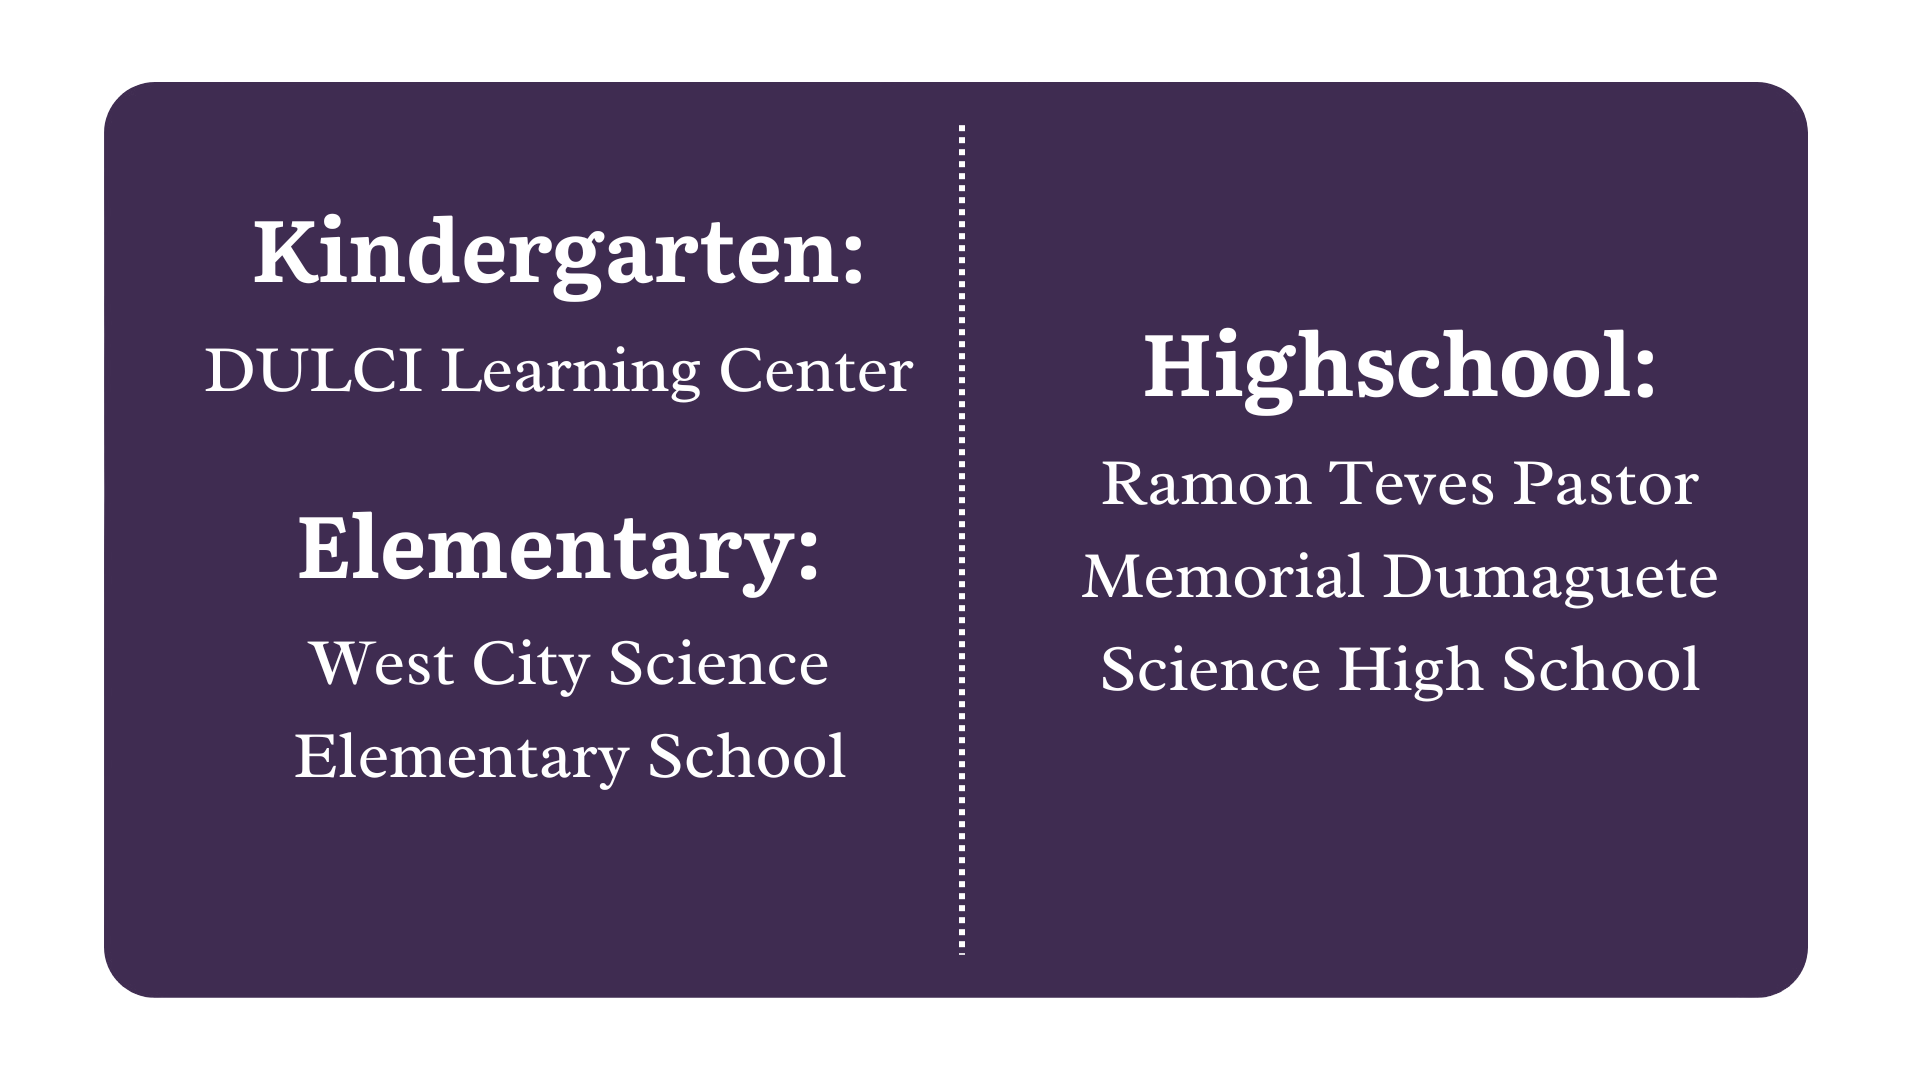 Kindergarten:
DULCI Learning Center
Elementary:
West City Science
Elementary School
Highschool:
Ramon Teves Pastor
Memorial Dumaguete
Science High School